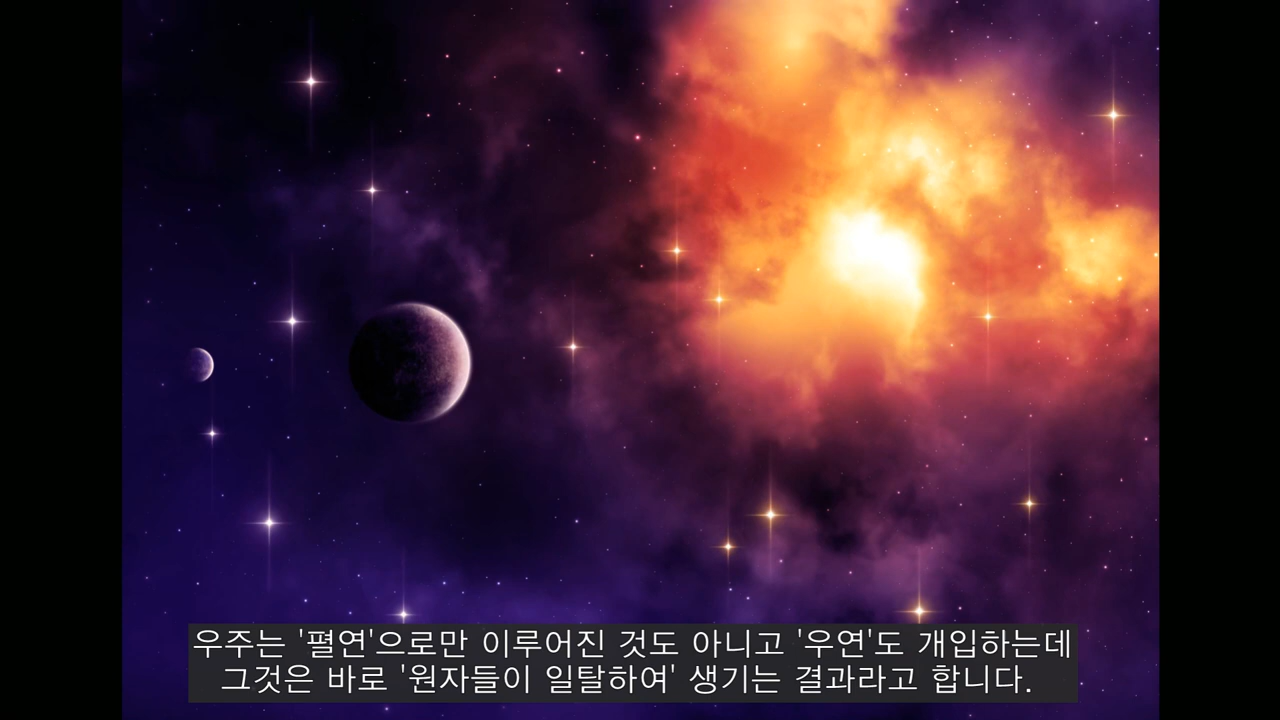 우주는 '펼연'으로만 이루어진 것도 아니고 '우연'도 개입하는데
그것은 바로 '원자들이 일탈하여' 생기는 결과라고 합니다.